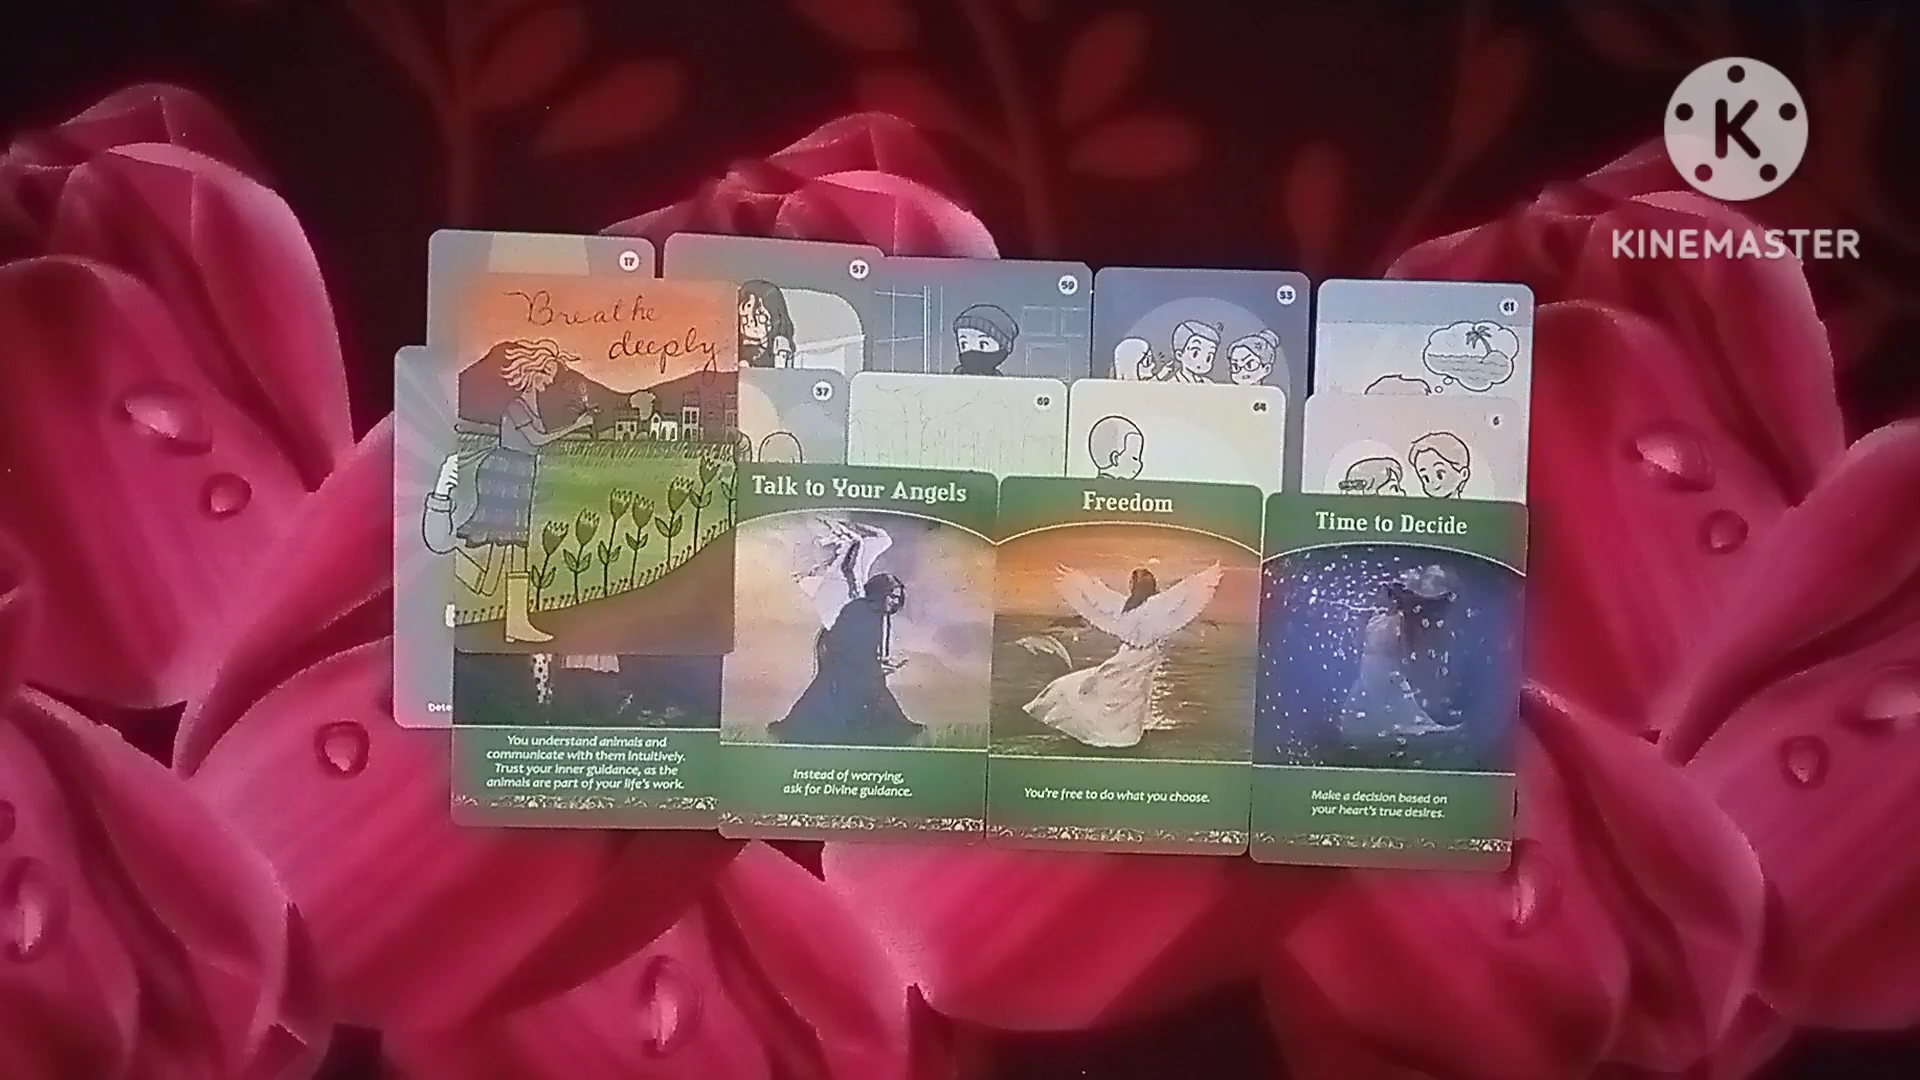 KINEMASTER
17
57
59
53
61
Breathe
deeply
37
69
64
6
Talk to Your Angels
Freedom
Time to Decide
Dete
You understand animals and
communicate with them intuitively.
Trust your inner guidance, as the
animals are part of your life's work.
Instead of worrying,
ask for Divine guidance.
You're free to do what you choose.
Make a decision based on
your heart's true desires.